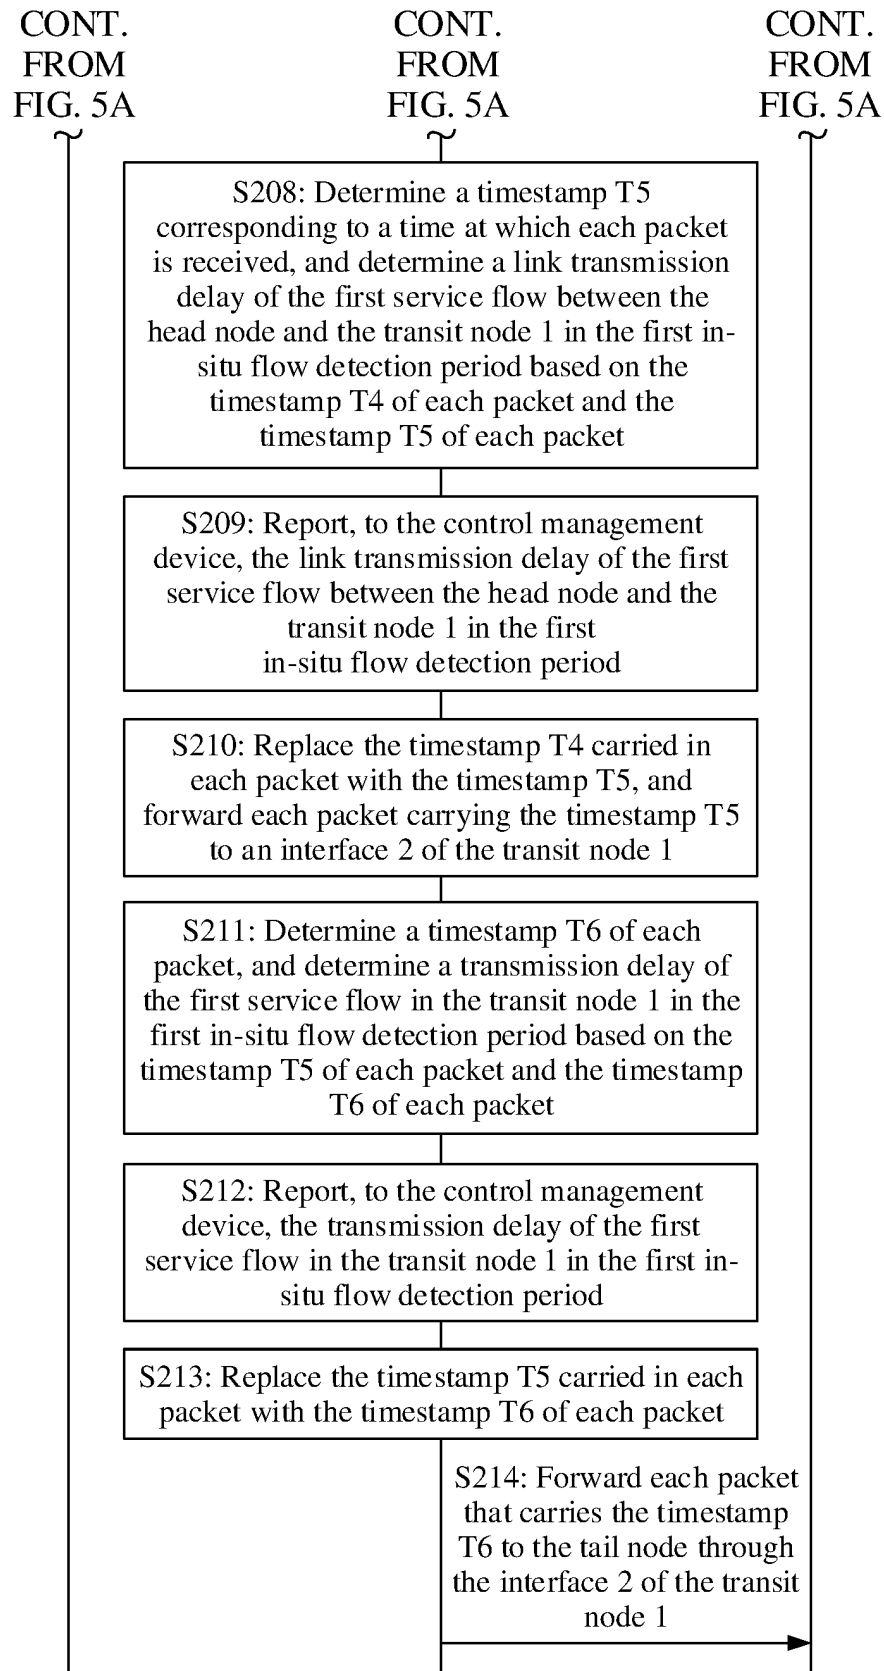 CONT.
FROM
FIG. 5A
CONT.
FROM
FIG. 5A
CONT.
FROM
FIG. 5A
S208: Determine a timestamp T5
corresponding to a time at which each packet
is received, and determine a link transmission
delay of the first service flow between the
head node and the transit node 1 in the first in-
situ flow detection period based on the
timestamp T4 of each packet and the
timestamp T5 of each packet
S209: Report, to the control management
device, the link transmission delay of the first
service flow between the head node and the
transit node 1 in the first
in-situ flow detection period
S210: Replace the timestamp T4 carried in
each packet with the timestamp T5, and
forward each packet carrying the timestamp T5
to an interface 2 of the transit node 1
S211: Determine a timestamp T6 of each
packet, and determine a transmission delay of
the first service flow in the transit node 1 in the
first in-situ flow detection period based on the
timestamp T5 of each packet and the timestamp
T6 of each packet
S212: Report, to the control management
device, the transmission delay of the first
service flow in the transit node 1 in the first in-
situ flow detection period
S213: Replace the timestamp T5 carried in each
packet with the timestamp T6 of each packet
S214: Forward each packet
that carries the timestamp
T6 to the tail node through
the interface 2 of the transit
node 1